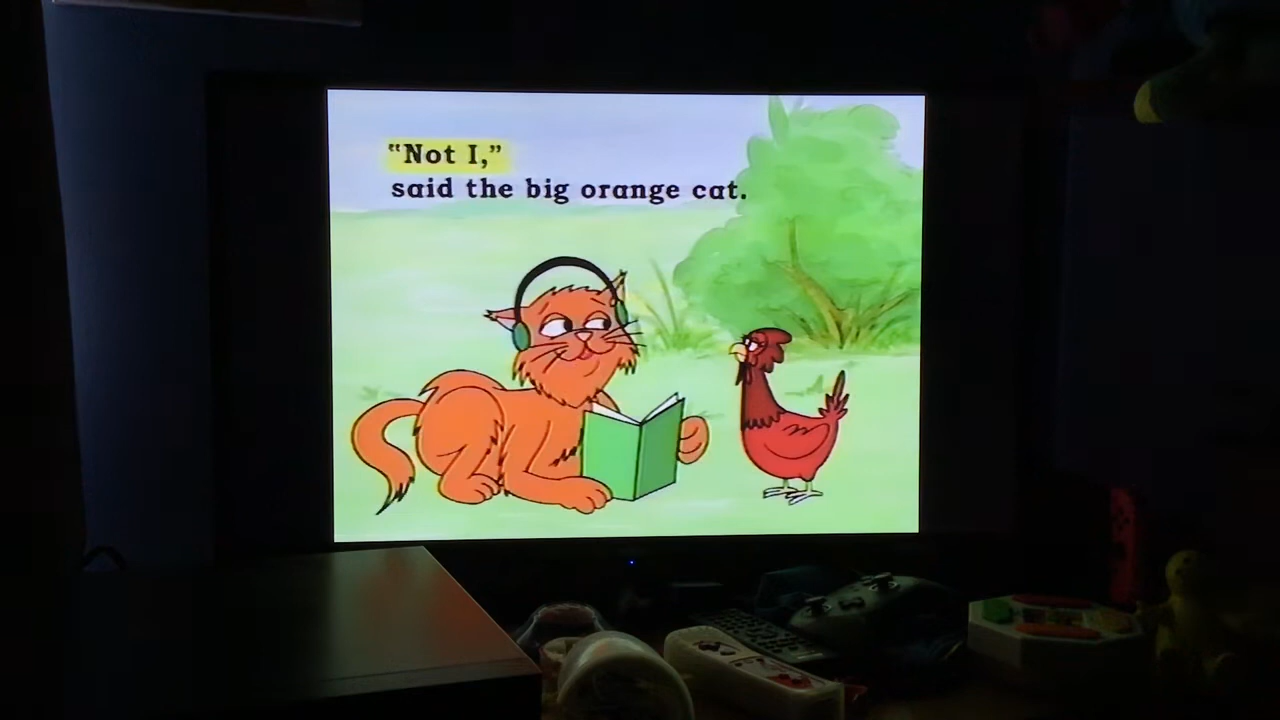 “Not I,”
said the big orange cat.